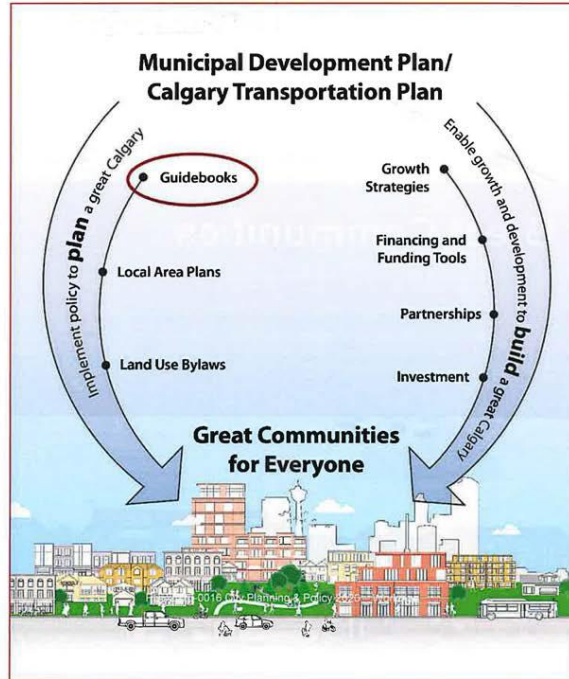 Municipal Development Plan/
Calgary Transportation Plan
Implement policy to plan a great Calgary
Guidebooks
Local Area Plans
Land Use Bylaws
Growth
Strategies
Financing and
Funding Tools
Partnerships
Investment
Enable growth and development to build a great Calgary
Great Communities
for Everyone